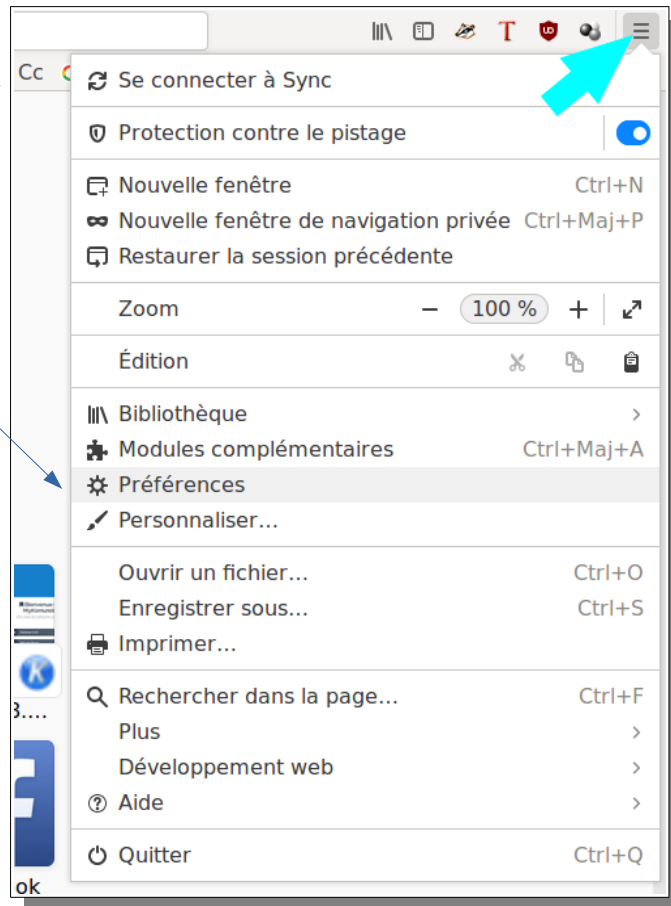 Cc
Se connecter à Sync
Protection contre le pistage
Nouvelle fenêtre Ctrl+N
Nouvelle fenêtre de navigation privée Ctrl+Maj+P
Restaurer la session précédente
Zoom − 100 % +
Édition
Bibliothèque
Modules complémentaires Ctrl+Maj+A
Préférences
Personnaliser…
Ouvrir un fichier… Ctrl+O
Enregistrer sous… Ctrl+S
Imprimer…
Rechercher dans la page… Ctrl+F
Plus
Développement web
Aide
Quitter Ctrl+Q
T
K
3.…
ok